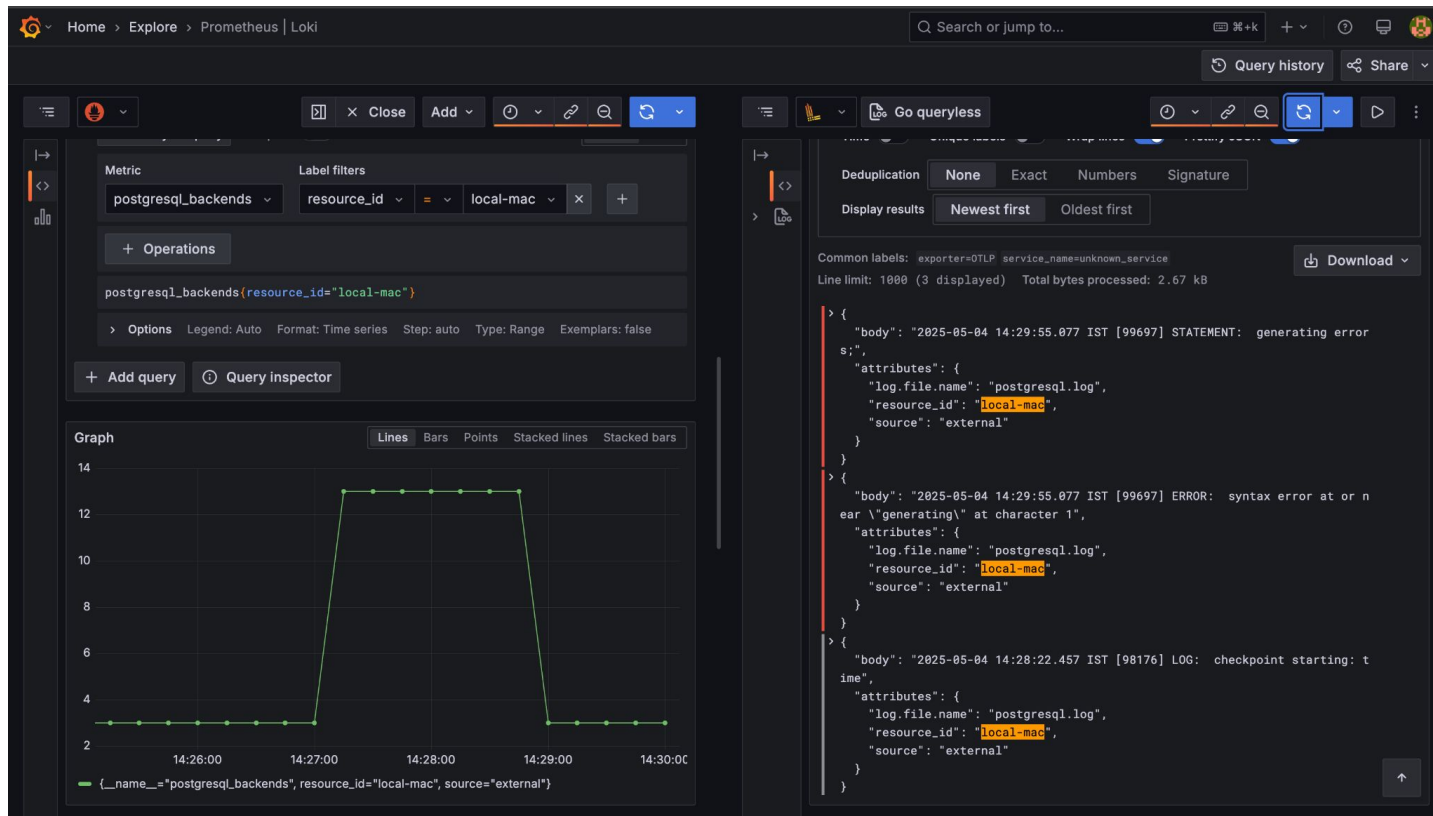 Home > Explore > Prometheus | Loki
Search or jump to...
⌘+k
Query history
Share
Close
Add
Go queryless
Metric
Label filters
postgresql_backends
resource_id
=
local-mac
+ Operations
postgresql_backends{resource_id="local-mac"}
> Options Legend: Auto Format: Time series Step: auto Type: Range Exemplars: false
+ Add query
Query inspector
Graph
Lines Bars Points Stacked lines Stacked bars
14
12
10
8
6
4
2
14:26:00 14:27:00 14:28:00 14:29:00 14:30:00
{__name__="postgresql_backends", resource_id="local-mac", source="external"}
Deduplication None Exact Numbers Signature
Display results Newest first Oldest first
Common labels: exporter=OTLP service_name=unknown_service
Download
Line limit: 1000 (3 displayed) Total bytes processed: 2.67 kB
> {
"body": "2025-05-04 14:29:55.077 IST [99697] STATEMENT:  generating error
s;",
"attributes": {
"log.file.name": "postgresql.log",
"resource_id": "local-mac",
"source": "external"
}
}
> {
"body": "2025-05-04 14:29:55.077 IST [99697] ERROR:  syntax error at or n
ear \"generating\" at character 1",
"attributes": {
"log.file.name": "postgresql.log",
"resource_id": "local-mac",
"source": "external"
}
}
> {
"body": "2025-05-04 14:28:22.457 IST [98176] LOG:  checkpoint starting: t
ime",
"attributes": {
"log.file.name": "postgresql.log",
"resource_id": "local-mac",
"source": "external"
}
}